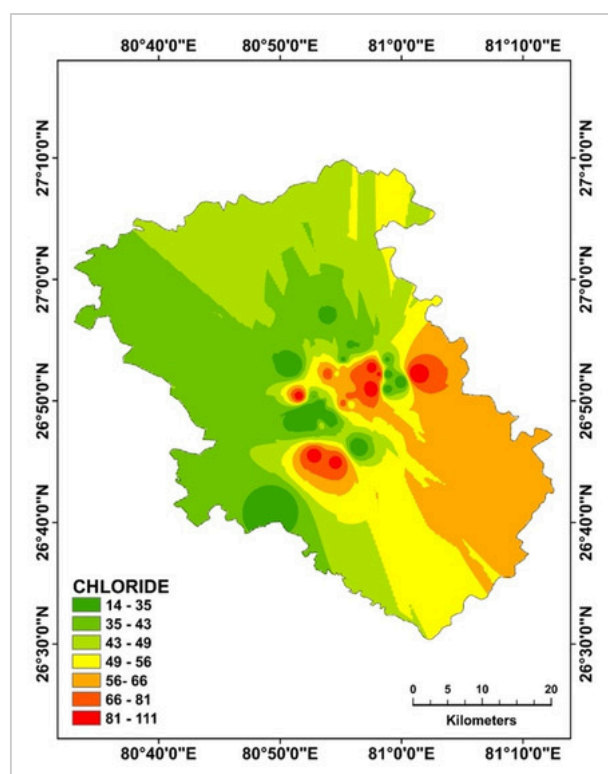 80°40'0"E 80°50'0"E 81°0'0"E 81°10'0"E
27°10'0"N 27°10'0"N
27°0'0"N 27°0'0"N
26°50'0"N 26°50'0"N
26°40'0"N 26°40'0"N
26°30'0"N 26°30'0"N
CHLORIDE
14 - 35
35 - 43
43 - 49
49 - 56
56- 66
66 - 81
81 - 111
0 5 10 20
Kilometers
80°40'0"E 80°50'0"E 81°0'0"E 81°10'0"E